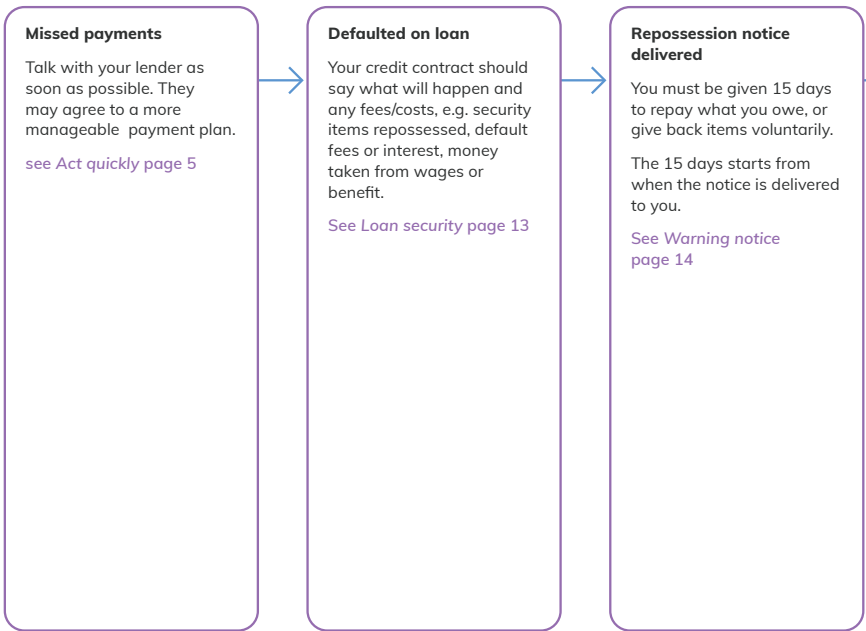 Missed payments
Talk with your lender as
soon as possible. They
may agree to a more
manageable  payment plan.
see Act quickly page 5
Defaulted on loan
Your credit contract should
say what will happen and
any fees/costs, e.g. security
items repossessed, default
fees or interest, money
taken from wages or
benefit.
See Loan security page 13
Repossession notice
delivered
You must be given 15 days
to repay what you owe, or
give back items voluntarily.
The 15 days starts from
when the notice is delivered
to you.
See Warning notice
page 14